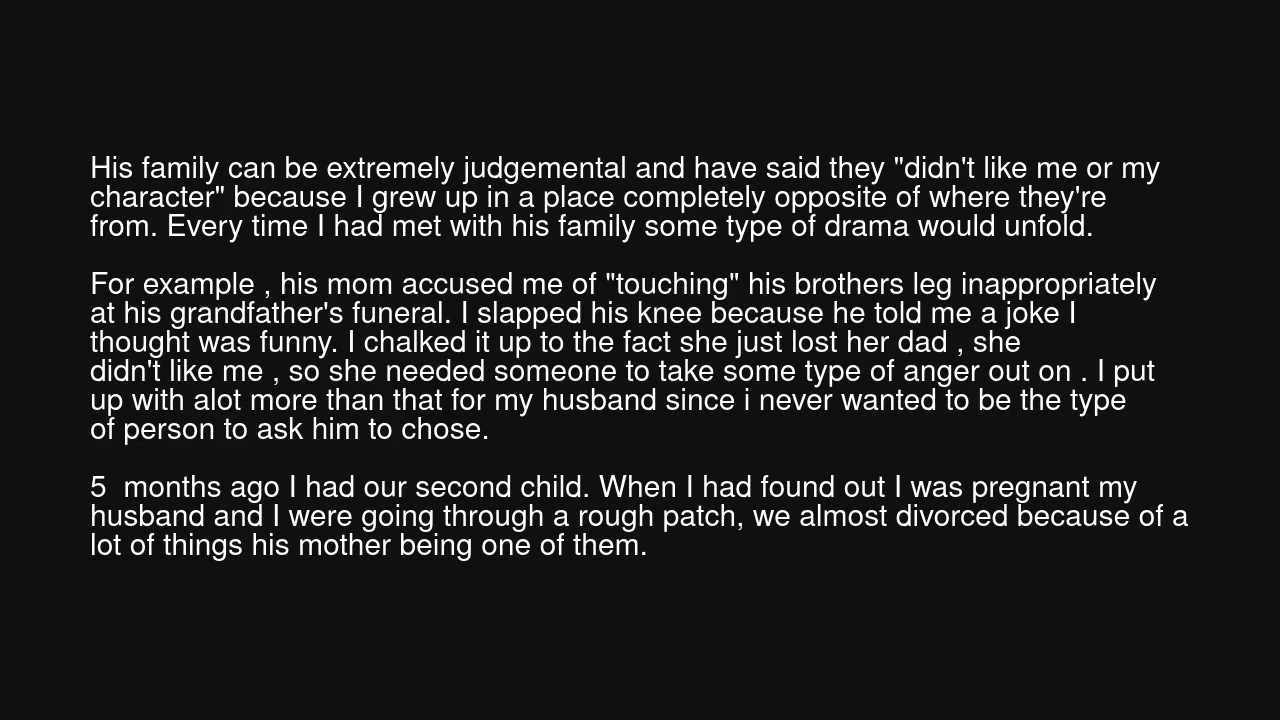 His family can be extremely judgemental and have said they "didn't like me or my
character" because I grew up in a place completely opposite of where they're
from. Every time I had met with his family some type of drama would unfold.
For example , his mom accused me of "touching" his brothers leg inappropriately
at his grandfather's funeral. I slapped his knee because he told me a joke I
thought was funny. I chalked it up to the fact she just lost her dad , she
didn't like me , so she needed someone to take some type of anger out on . I put
up with alot more than that for my husband since i never wanted to be the type
of person to ask him to chose.
5  months ago I had our second child. When I had found out I was pregnant my
husband and I were going through a rough patch, we almost divorced because of a
lot of things his mother being one of them.